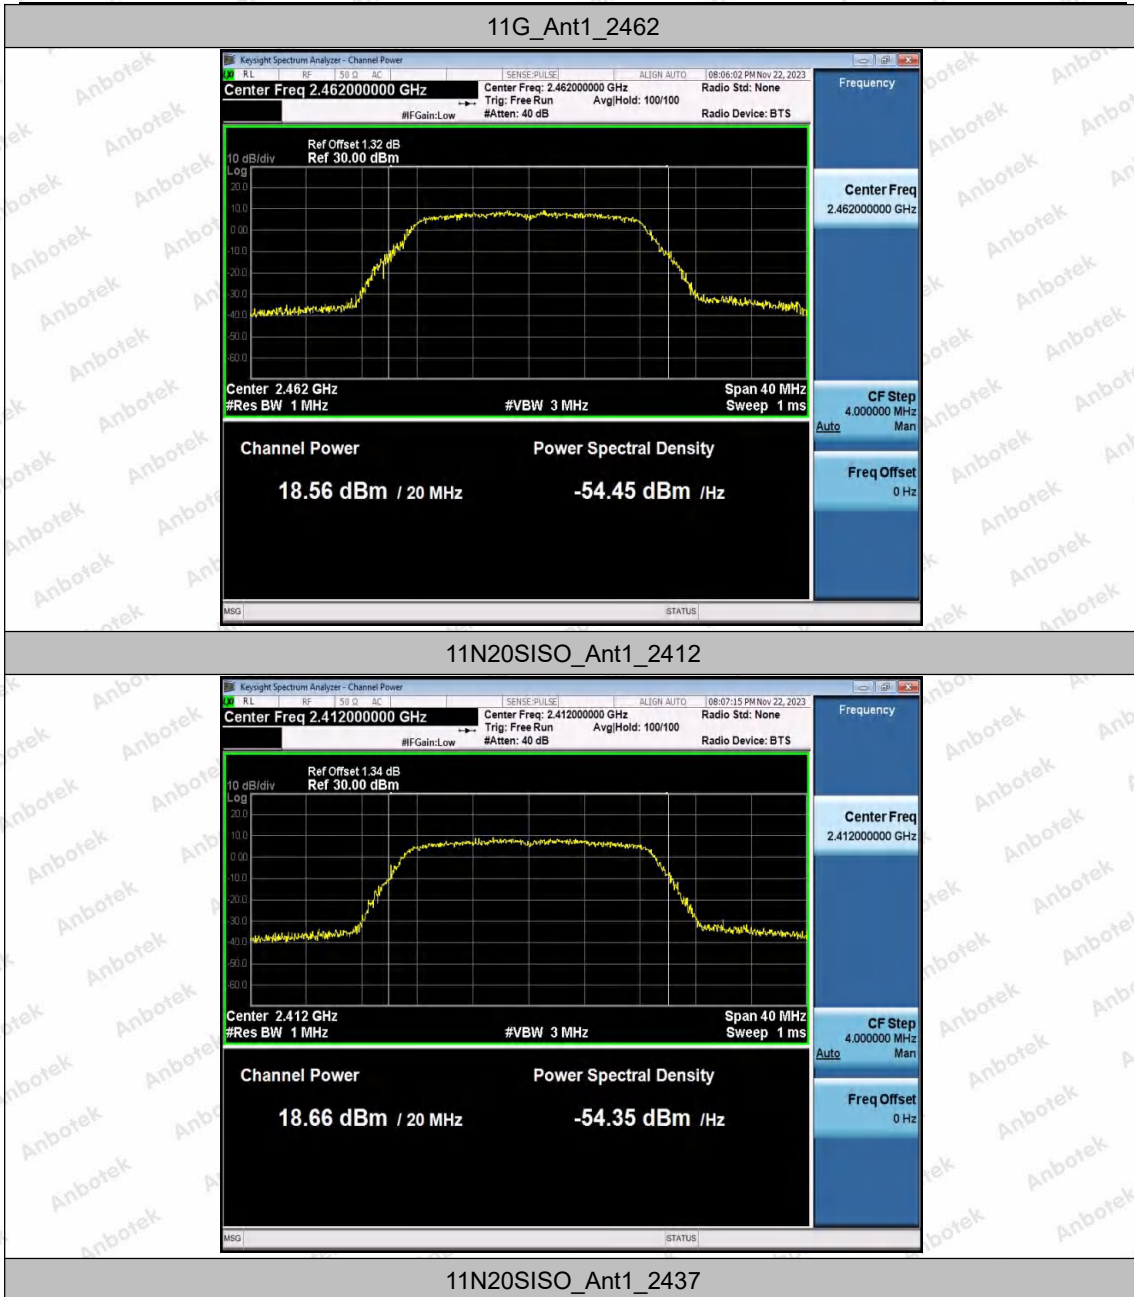 11G_Ant1_2462
Keysight Spectrum Analyzer - Channel Power
RL RF 50 Ω AC SENSE:PULSE ALIGN AUTO 08:06:02 PM Nov 22, 2023
Center Freq 2.462000000 GHz
Center Freq: 2.462000000 GHz Radio Std: None
Trig: Free Run Avg|Hold: 100/100
#IFGain:Low #Atten: 40 dB Radio Device: BTS
Frequency
Ref Offset 1.32 dB
10 dB/div Ref 30.00 dBm
Log
20.0
10.0
0.00
-10.0
-20.0
-30.0
-40.0
-50.0
-60.0
Center 2.462 GHz Span 40 MHz
#Res BW 1 MHz #VBW 3 MHz Sweep 1 ms
Channel Power Power Spectral Density
18.56 dBm / 20 MHz -54.45 dBm /Hz
Center Freq
2.462000000 GHz
CF Step
4.000000 MHz
Auto Man
Freq Offset
0 Hz
MSG STATUS
11N20SISO_Ant1_2412
Keysight Spectrum Analyzer - Channel Power
RL RF 50 Ω AC SENSE:PULSE ALIGN AUTO 08:07:15 PM Nov 22, 2023
Center Freq 2.412000000 GHz
Center Freq: 2.412000000 GHz Radio Std: None
Trig: Free Run Avg|Hold: 100/100
#IFGain:Low #Atten: 40 dB Radio Device: BTS
Frequency
Ref Offset 1.34 dB
10 dB/div Ref 30.00 dBm
Log
20.0
10.0
0.00
-10.0
-20.0
-30.0
-40.0
-50.0
-60.0
Center 2.412 GHz Span 40 MHz
#Res BW 1 MHz #VBW 3 MHz Sweep 1 ms
Channel Power Power Spectral Density
18.66 dBm / 20 MHz -54.35 dBm /Hz
Center Freq
2.412000000 GHz
CF Step
4.000000 MHz
Auto Man
Freq Offset
0 Hz
MSG STATUS
11N20SISO_Ant1_2437
Anbotek